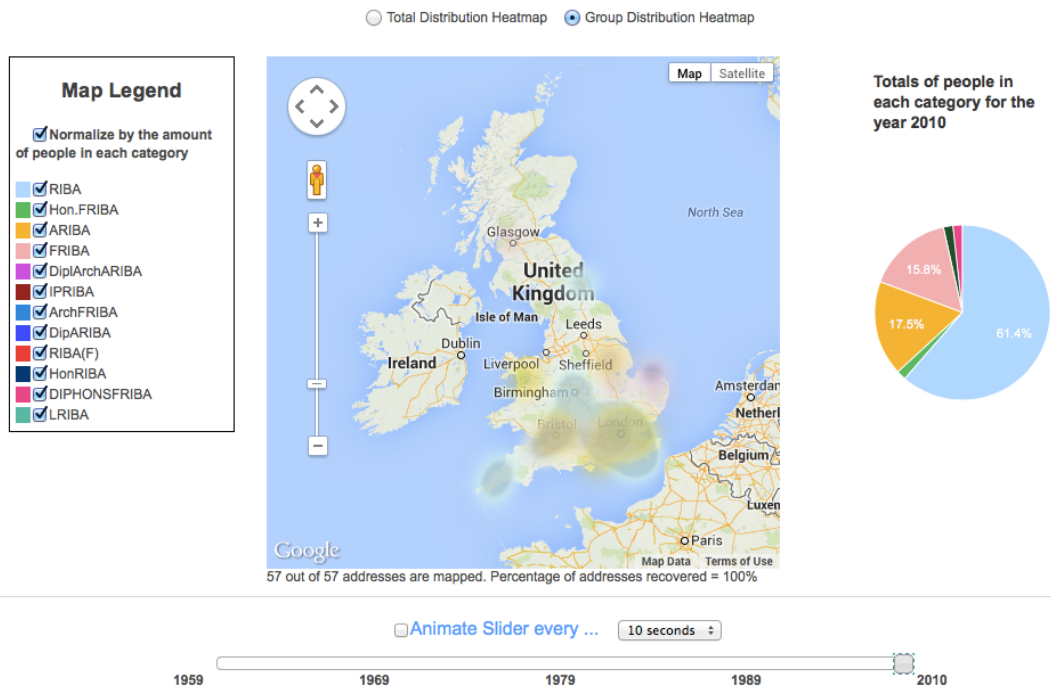 Total Distribution Heatmap
Group Distribution Heatmap
Map Legend
Normalize by the amount
of people in each category
RIBA
Hon.FRIBA
ARIBA
FRIBA
DiplArchARIBA
IPRIBA
ArchFRIBA
DipARIBA
RIBA(F)
HonRIBA
DIPHONSFRIBA
LRIBA
Map
Satellite
North Sea
Glasgow
United
Kingdom
Isle of Man
Leeds
Dublin
Ireland
Liverpool
Sheffield
Birmingham
Amsterdan
Netherl
Bristol
London
Belgium
Luxen
Paris
Google
Map Data
Terms of Use
57 out of 57 addresses are mapped. Percentage of addresses recovered = 100%
Totals of people in
each category for the
year 2010
15.8%
17.5%
61.4%
Animate Slider every ...
10 seconds
1959
1969
1979
1989
2010